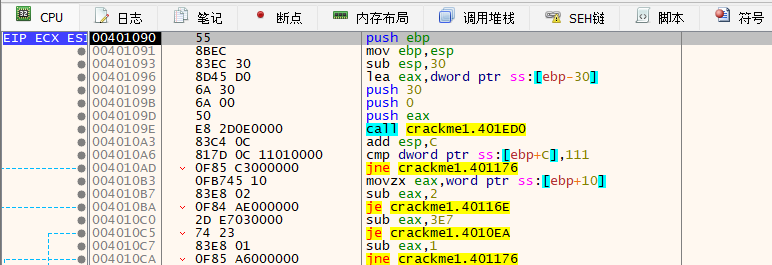 CPU 日志 笔记 断点 内存布局 调用堆栈 SEH链 脚本 符号
EIP ECX ESI 00401090 55 push ebp
00401091 8BEC mov ebp,esp
00401093 83EC 30 sub esp,30
00401096 8D45 D0 lea eax,dword ptr ss:[ebp-30]
00401099 6A 30 push 30
0040109B 6A 00 push 0
0040109D 50 push eax
0040109E E8 2D0E0000 call crackme1.401ED0
004010A3 83C4 0C add esp,C
004010A6 817D 0C 11010000 cmp dword ptr ss:[ebp+C],111
004010AD 0F85 C3000000 jne crackme1.401176
004010B3 0FB745 10 movzx eax,word ptr ss:[ebp+10]
004010B7 83E8 02 sub eax,2
004010BA 0F84 AE000000 je crackme1.40116E
004010C0 2D E7030000 sub eax,3E7
004010C5 74 23 je crackme1.4010EA
004010C7 83E8 01 sub eax,1
004010CA 0F85 A6000000 jne crackme1.401176